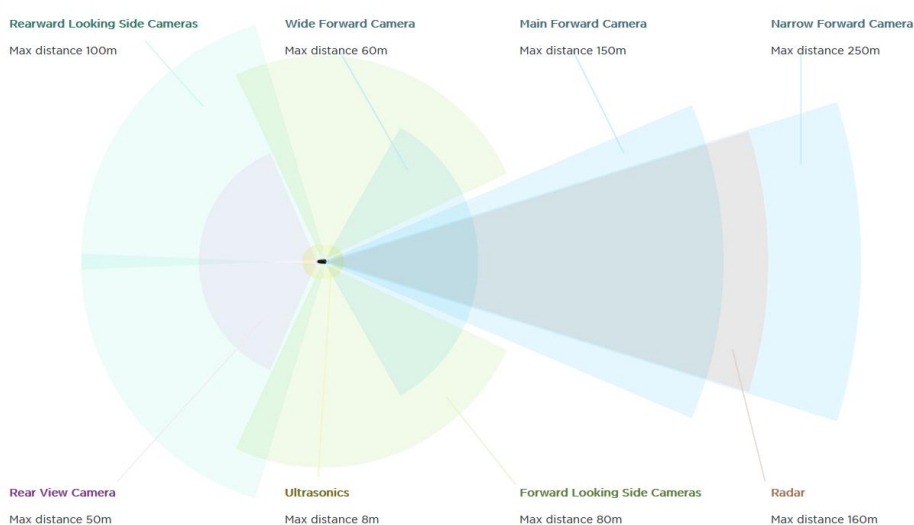 Rearward Looking Side Cameras
Max distance 100m
Wide Forward Camera
Max distance 60m
Main Forward Camera
Max distance 150m
Narrow Forward Camera
Max distance 250m
Rear View Camera
Max distance 50m
Ultrasonics
Max distance 8m
Forward Looking Side Cameras
Max distance 80m
Radar
Max distance 160m